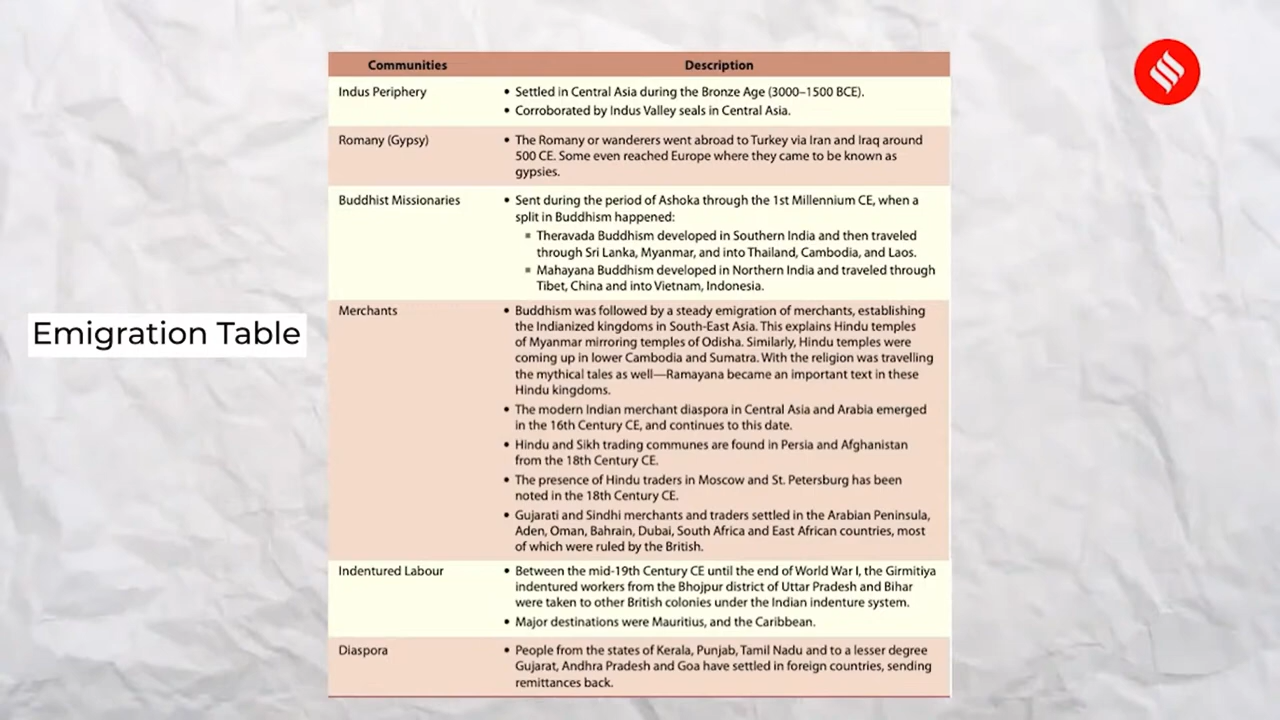 Emigration Table
Communities Description
Indus Periphery
• Settled in Central Asia during the Bronze Age (3000–1500 BCE).
• Corroborated by Indus Valley seals in Central Asia.
Romany (Gypsy)
• The Romany or wanderers went abroad to Turkey via Iran and Iraq around
500 CE. Some even reached Europe where they came to be known as
gypsies.
Buddhist Missionaries
• Sent during the period of Ashoka through the 1st Millennium CE, when a
split in Buddhism happened:
▪ Theravada Buddhism developed in Southern India and then traveled
through Sri Lanka, Myanmar, and into Thailand, Cambodia, and Laos.
▪ Mahayana Buddhism developed in Northern India and traveled through
Tibet, China and into Vietnam, Indonesia.
Merchants
• Buddhism was followed by a steady emigration of merchants, establishing
the Indianized kingdoms in South-East Asia. This explains Hindu temples
of Myanmar mirroring temples of Odisha. Similarly, Hindu temples were
coming up in lower Cambodia and Sumatra. With the religion was travelling
the mythical tales as well—Ramayana became an important text in these
Hindu kingdoms.
• The modern Indian merchant diaspora in Central Asia and Arabia emerged
in the 16th Century CE, and continues to this date.
• Hindu and Sikh trading communes are found in Persia and Afghanistan
from the 18th Century CE.
• The presence of Hindu traders in Moscow and St. Petersburg has been
noted in the 18th Century CE.
• Gujarati and Sindhi merchants and traders settled in the Arabian Peninsula,
Aden, Oman, Bahrain, Dubai, South Africa and East African countries, most
of which were ruled by the British.
Indentured Labour
• Between the mid-19th Century CE until the end of World War I, the Girmitiya
indentured workers from the Bhojpur district of Uttar Pradesh and Bihar
were taken to other British colonies under the Indian indenture system.
• Major destinations were Mauritius, and the Caribbean.
Diaspora
• People from the states of Kerala, Punjab, Tamil Nadu and to a lesser degree
Gujarat, Andhra Pradesh and Goa have settled in foreign countries, sending
remittances back.